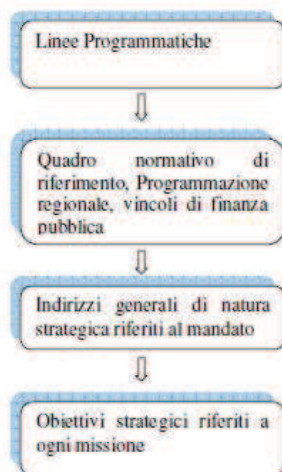 Linee Programmatiche
Quadro normativo di
riferimento, Programmazione
regionale, vincoli di finanza
pubblica
Indirizzi generali di natura
strategica riferiti al mandato
Obiettivi strategici riferiti a
ogni missione